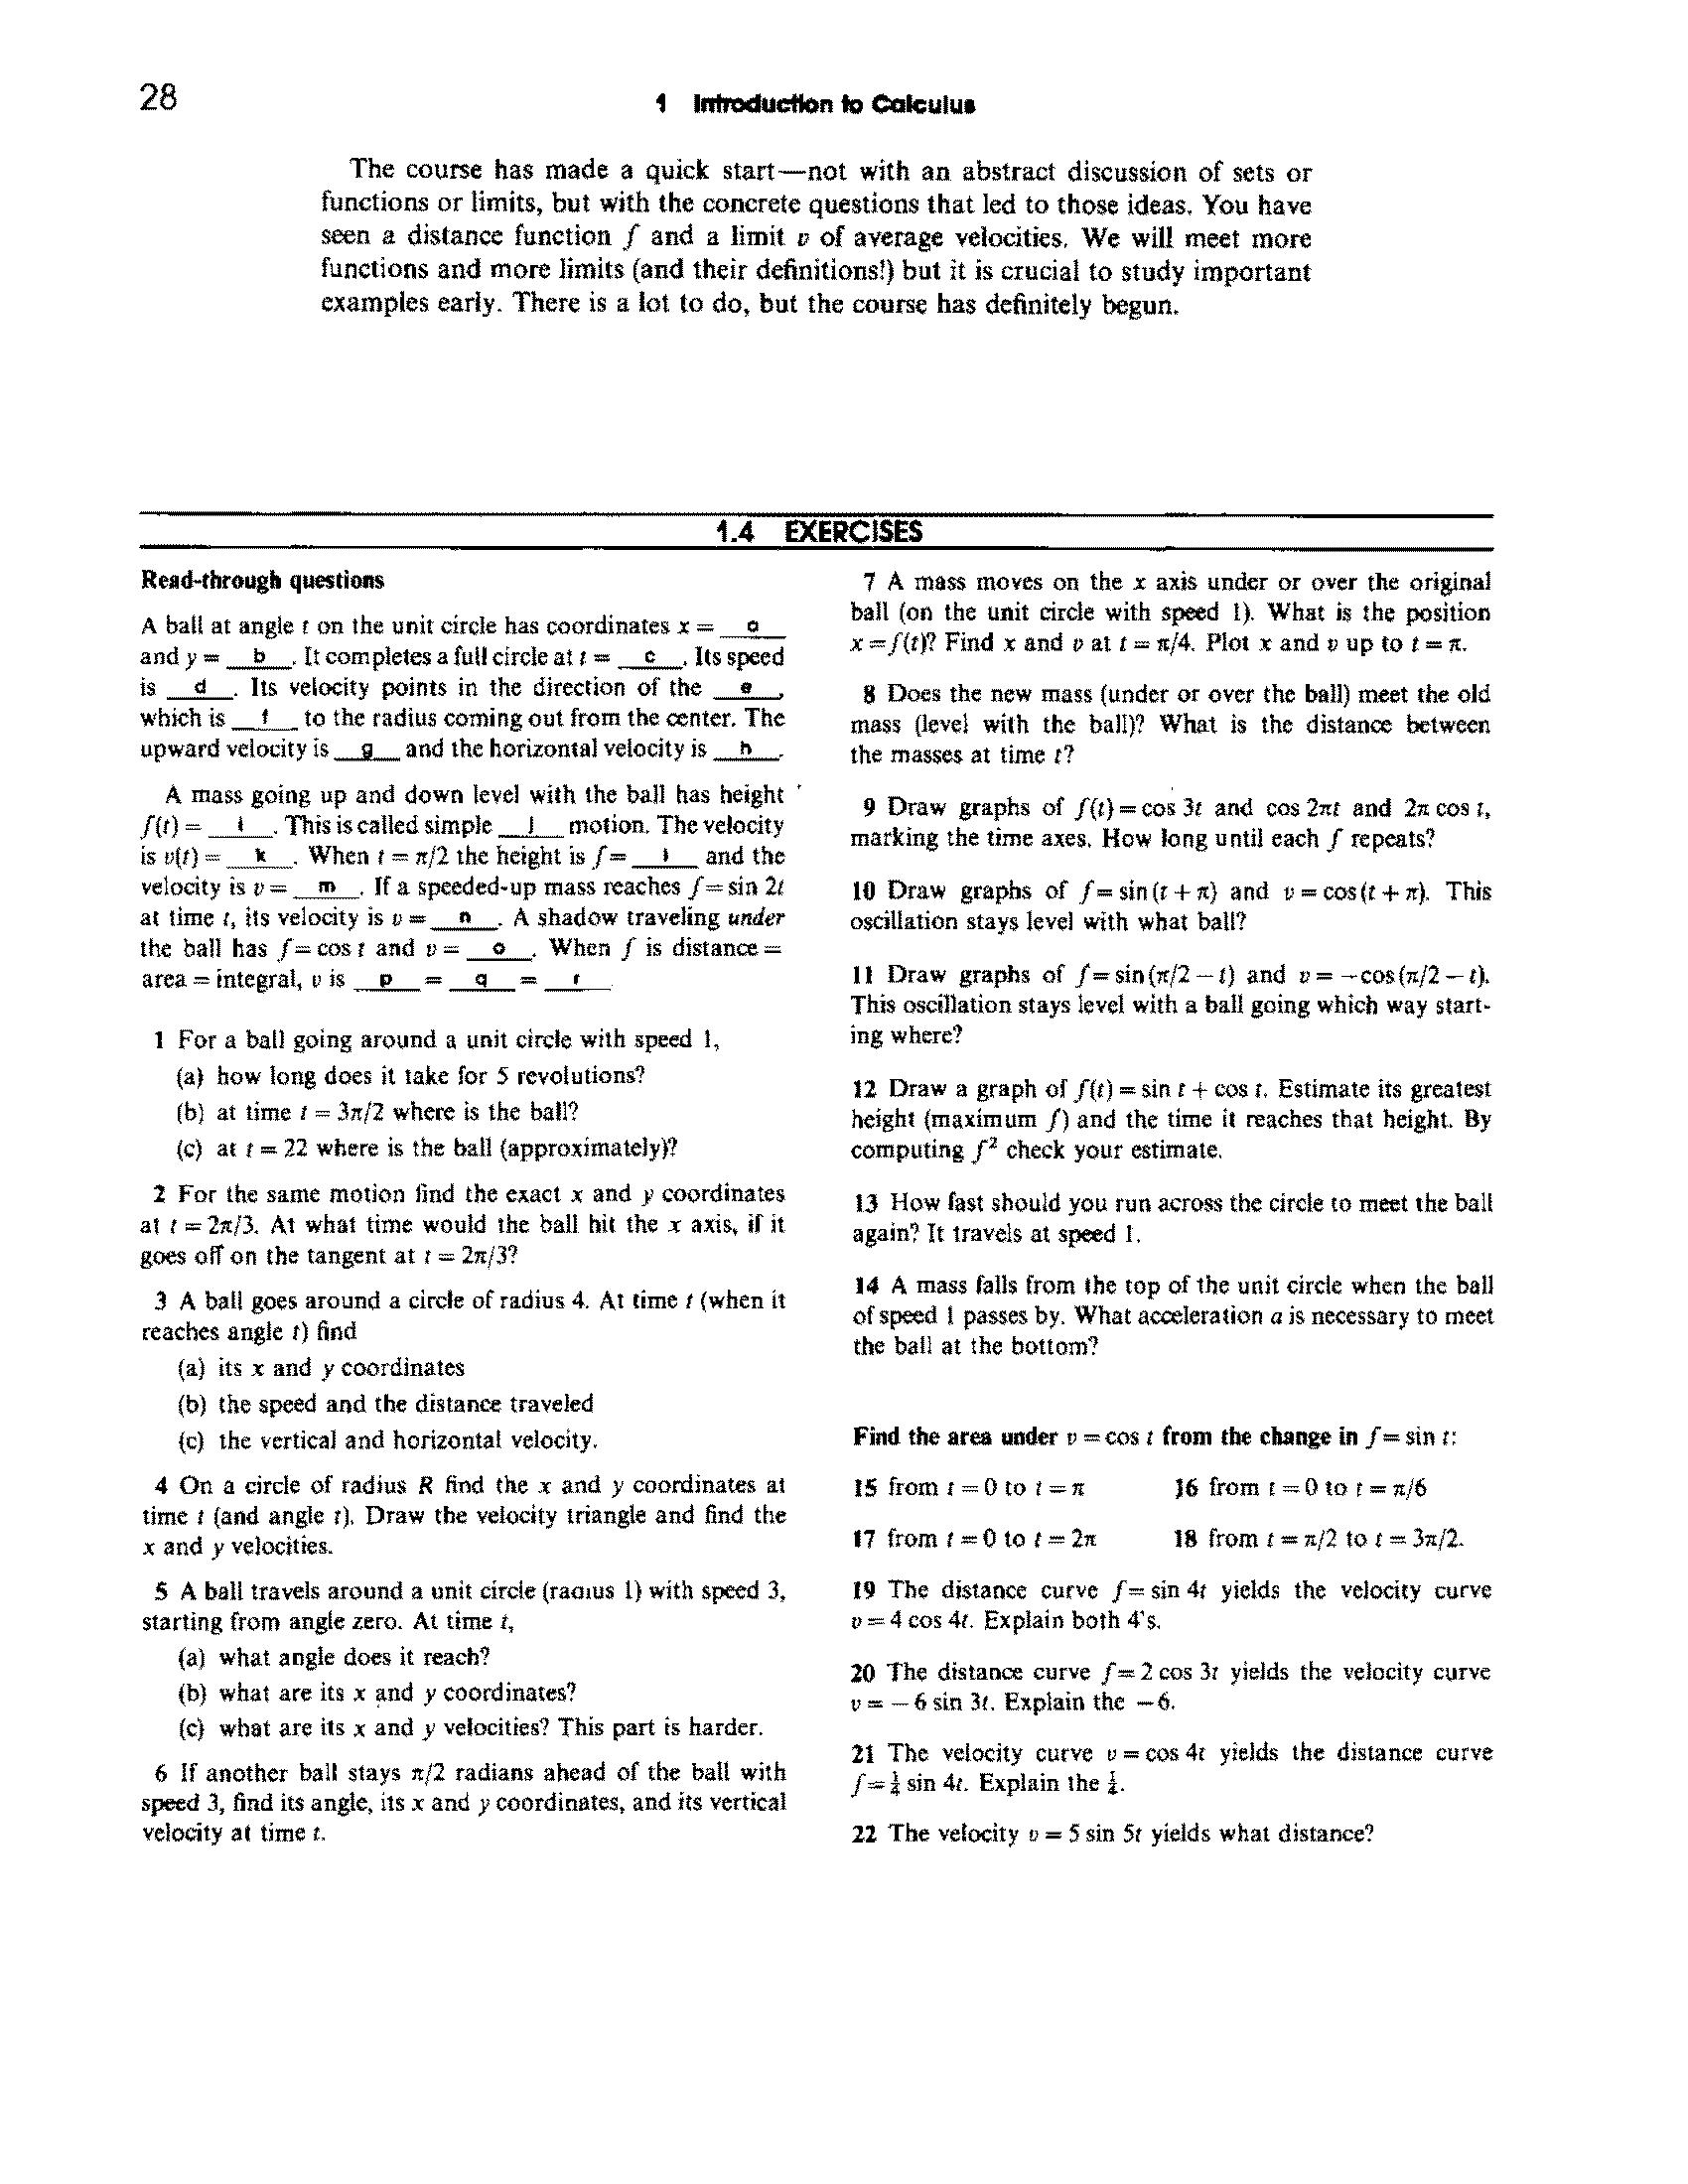 28
1 Introduction to Calculus
The course has made a quick start—not with an abstract discussion of sets or
functions or limits, but with the concrete questions that led to those ideas. You have
seen a distance function f and a limit v of average velocities. We will meet more
functions and more limits (and their definitions!) but it is crucial to study important
examples early. There is a lot to do, but the course has definitely begun.
1.4 EXERCISES
Read-through questions
A ball at angle t on the unit circle has coordinates x = __a__
and y = __b__. It completes a full circle at t = __c__. Its speed
is __d__. Its velocity points in the direction of the __e__,
which is __f__ to the radius coming out from the center. The
upward velocity is __g__ and the horizontal velocity is __h__.
A mass going up and down level with the ball has height
f(t) = __i__. This is called simple __j__ motion. The velocity
is v(t) = __k__. When t = π/2 the height is f = __l__ and the
velocity is v = __m__. If a speeded-up mass reaches f = sin 2t
at time t, its velocity is v = __n__. A shadow traveling under
the ball has f = cos t and v = __o__. When f is distance =
area = integral, v is __p__ = __q__ = __r__
1 For a ball going around a unit circle with speed 1,
(a) how long does it take for 5 revolutions?
(b) at time t = 3π/2 where is the ball?
(c) at t = 22 where is the ball (approximately)?
2 For the same motion find the exact x and y coordinates
at t = 2π/3. At what time would the ball hit the x axis, if it
goes off on the tangent at t = 2π/3?
3 A ball goes around a circle of radius 4. At time t (when it
reaches angle t) find
(a) its x and y coordinates
(b) the speed and the distance traveled
(c) the vertical and horizontal velocity.
4 On a circle of radius R find the x and y coordinates at
time t (and angle t). Draw the velocity triangle and find the
x and y velocities.
5 A ball travels around a unit circle (radius 1) with speed 3,
starting from angle zero. At time t,
(a) what angle does it reach?
(b) what are its x and y coordinates?
(c) what are its x and y velocities? This part is harder.
6 If another ball stays π/2 radians ahead of the ball with
speed 3, find its angle, its x and y coordinates, and its vertical
velocity at time t.
7 A mass moves on the x axis under or over the original
ball (on the unit circle with speed 1). What is the position
x = f(t)? Find x and v at t = π/4. Plot x and v up to t = π.
8 Does the new mass (under or over the ball) meet the old
mass (level with the ball)? What is the distance between
the masses at time t?
9 Draw graphs of f(t) = cos 3t and cos 2πt and 2π cos t,
marking the time axes. How long until each f repeats?
10 Draw graphs of f = sin(t + π) and v = cos(t + π). This
oscillation stays level with what ball?
11 Draw graphs of f = sin(π/2 − t) and v = −cos(π/2 − t).
This oscillation stays level with a ball going which way start-
ing where?
12 Draw a graph of f(t) = sin t + cos t. Estimate its greatest
height (maximum f) and the time it reaches that height. By
computing f² check your estimate.
13 How fast should you run across the circle to meet the ball
again? It travels at speed 1.
14 A mass falls from the top of the unit circle when the ball
of speed 1 passes by. What acceleration a is necessary to meet
the ball at the bottom?
Find the area under v = cos t from the change in f = sin t:
15 from t = 0 to t = π 16 from t = 0 to t = π/6
17 from t = 0 to t = 2π 18 from t = π/2 to t = 3π/2.
19 The distance curve f = sin 4t yields the velocity curve
v = 4 cos 4t. Explain both 4's.
20 The distance curve f = 2 cos 3t yields the velocity curve
v = − 6 sin 3t. Explain the −6.
21 The velocity curve v = cos 4t yields the distance curve
f = ¼ sin 4t. Explain the ¼.
22 The velocity v = 5 sin 5t yields what distance?